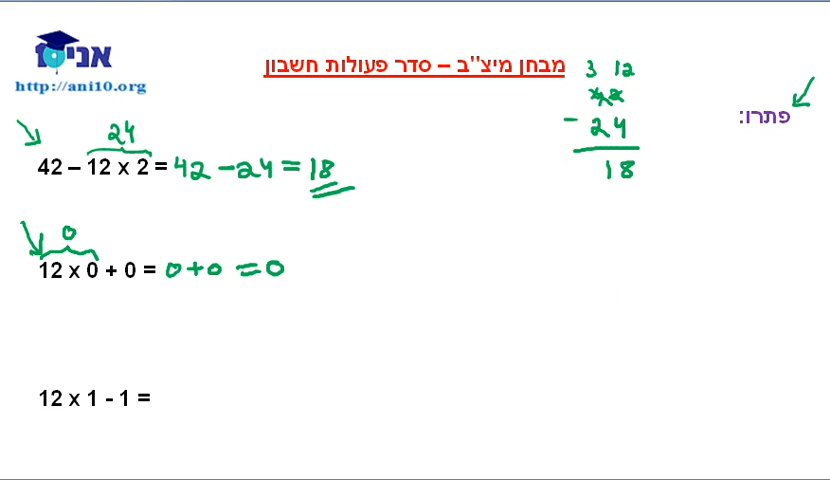 אני10
http://ani10.org
מבחן מיצ"ב – סדר פעולות חשבון
פתרו:
3 12
- 24
18
24
42 – 12 x 2 = 42 - 24 = 18
0
12 x 0 + 0 = 0 + 0 = 0
12 x 1 - 1 =